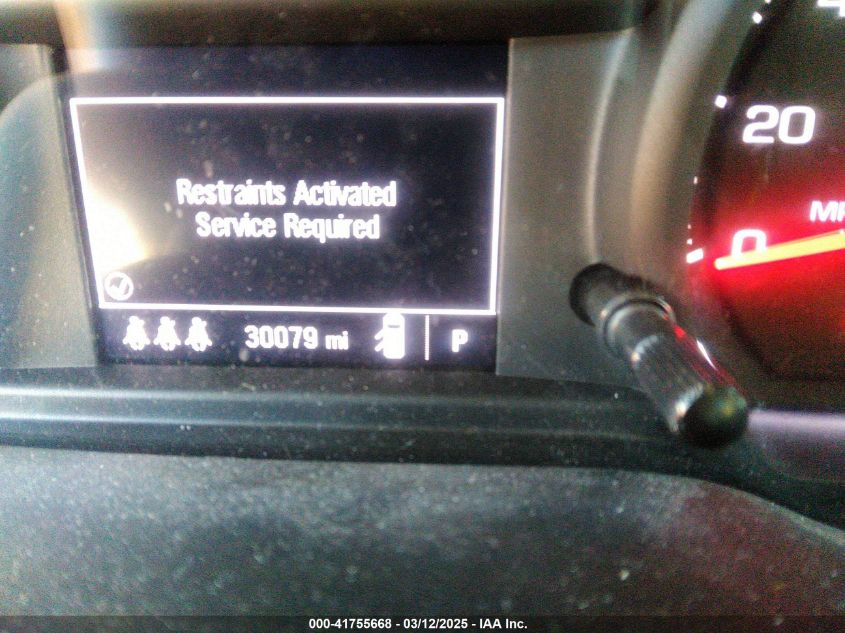 Restraints Activated
Service Required
30079 mi
P
20
0
000-41755668 - 03/12/2025 - IAA Inc.